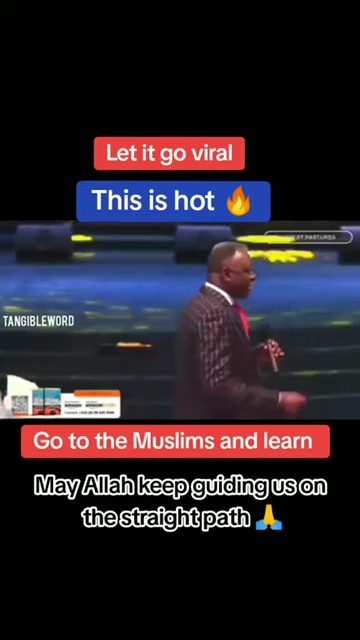 Let it go viral
This is hot 🔥
TANGIBLEWORD
Go to the Muslims and learn
May Allah keep guiding us on
the straight path 🙏